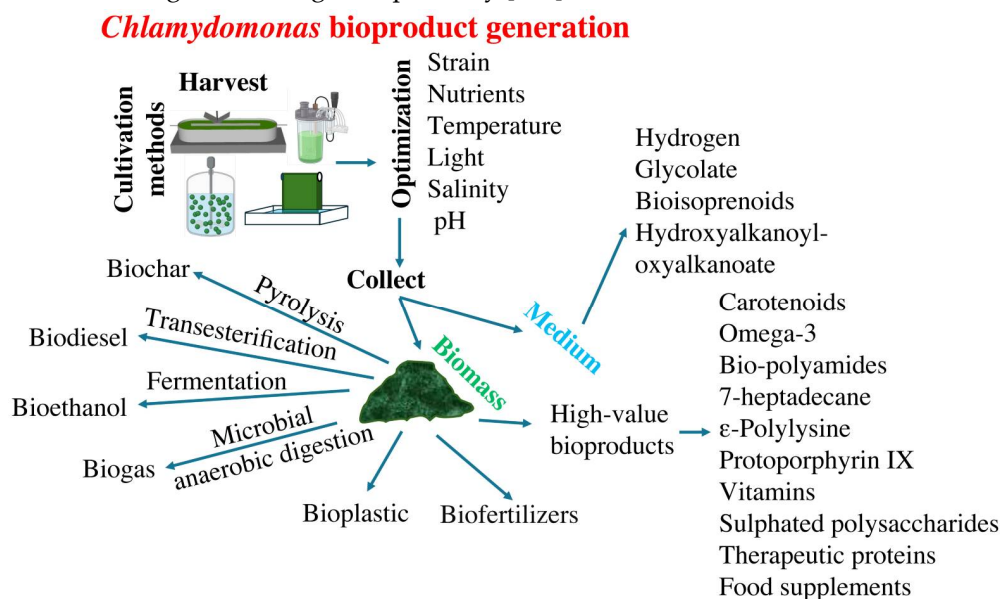 Chlamydomonas bioproduct generation
Harvest
Cultivation
methods
Optimization
Strain
Nutrients
Temperature
Light
Salinity
pH
Collect
Medium
Hydrogen
Glycolate
Bioisoprenoids
Hydroxyalkanoyl-
oxyalkanoate
Biomass
Pyrolysis
Biochar
Transesterification
Biodiesel
Fermentation
Bioethanol
Microbial
anaerobic digestion
Biogas
Bioplastic
Biofertilizers
High-value
bioproducts
Carotenoids
Omega-3
Bio-polyamides
7-heptadecane
ε-Polylysine
Protoporphyrin IX
Vitamins
Sulphated polysaccharides
Therapeutic proteins
Food supplements